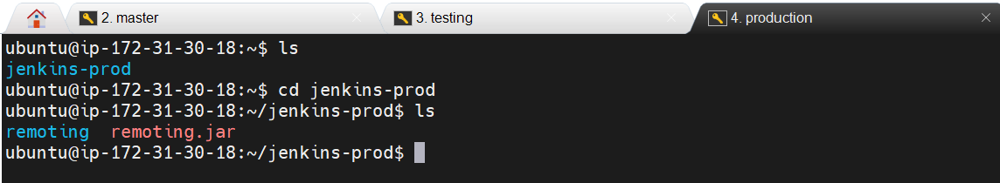 2. master
3. testing
4. production
ubuntu@ip-172-31-30-18:~$ ls
jenkins-prod
ubuntu@ip-172-31-30-18:~$ cd jenkins-prod
ubuntu@ip-172-31-30-18:~/jenkins-prod$ ls
remoting  remoting.jar
ubuntu@ip-172-31-30-18:~/jenkins-prod$